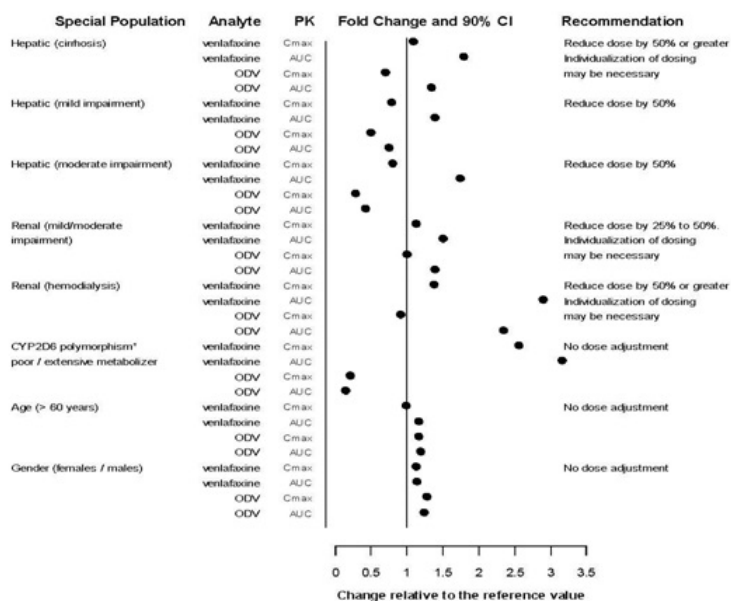 Special Population Analyte PK Fold Change and 90% CI Recommendation
Hepatic (cirrhosis) venlafaxine Cmax Reduce dose by 50% or greater
venlafaxine AUC Individualization of dosing
ODV Cmax may be necessary
ODV AUC
Hepatic (mild impairment) venlafaxine Cmax Reduce dose by 50%
venlafaxine AUC
ODV Cmax
ODV AUC
Hepatic (moderate impairment) venlafaxine Cmax Reduce dose by 50%
venlafaxine AUC
ODV Cmax
ODV AUC
Renal (mild/moderate venlafaxine Cmax Reduce dose by 25% to 50%.
impairment) venlafaxine AUC Individualization of dosing
ODV Cmax may be necessary
ODV AUC
Renal (hemodialysis) venlafaxine Cmax Reduce dose by 50% or greater
venlafaxine AUC Individualization of dosing
ODV Cmax may be necessary
ODV AUC
CYP2D6 polymorphism* venlafaxine Cmax No dose adjustment
poor / extensive metabolizer venlafaxine AUC
ODV Cmax
ODV AUC
Age (> 60 years) venlafaxine Cmax No dose adjustment
venlafaxine AUC
ODV Cmax
ODV AUC
Gender (females / males) venlafaxine Cmax No dose adjustment
venlafaxine AUC
ODV Cmax
ODV AUC
0 0.5 1 1.5 2 2.5 3 3.5
Change relative to the reference value